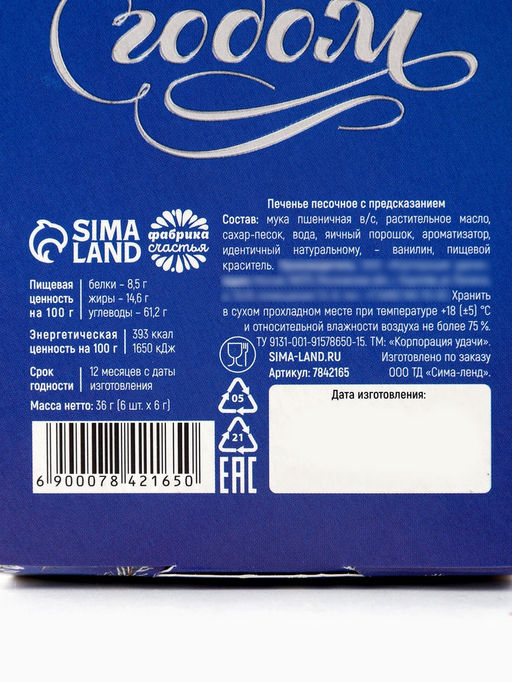 годом
SIMA
LAND
фабрика
счастья
Печенье песочное с предсказанием
Состав: мука пшеничная в/с, растительное масло,
сахар-песок, вода, яичный порошок, ароматизатор,
идентичный натуральному, – ванилин, пищевой
краситель.
Хранить
в сухом прохладном месте при температуре +18 (±5) °С
и относительной влажности воздуха не более 75 %.
ТУ 9131-001-91578650-15. ТМ: «Корпорация удачи».
SIMA-LAND.RU Изготовлено по заказу
Артикул: 7842165 ООО ТД «Сима-ленд».
Пищевая
ценность
на 100 г
белки – 8,5 г
жиры – 14,6 г
углеводы – 61,2 г
Энергетическая
ценность на 100 г
393 ккал
1650 кДж
Срок
годности
12 месяцев с даты
изготовления
Масса нетто: 36 г (6 шт. х 6 г)
05
21
EAC
Дата изготовления:
6 900078 421650